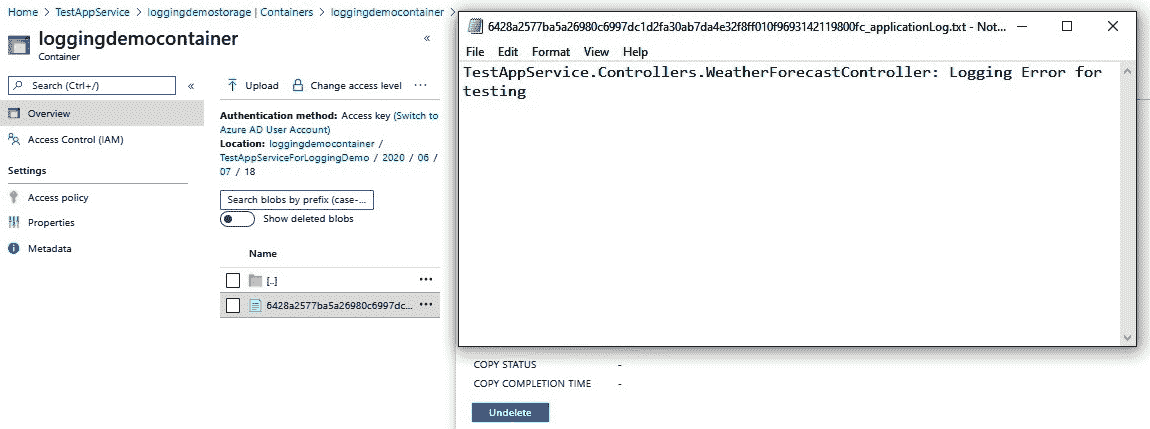 Home > TestAppService > loggingdemostorage | Containers > loggingdemocontainer >
loggingdemocontainer
Container
Search (Ctrl+/)
Overview
Access Control (IAM)
Settings
Access policy
Properties
Metadata
Upload Change access level ...
Authentication method: Access key (Switch to
Azure AD User Account)
Location: loggingdemocontainer /
TestAppServiceForLoggingDemo / 2020 / 06 /
07 / 18
Search blobs by prefix (case-...
Show deleted blobs
Name
[..]
6428a2577ba5a26980c6997dc...
6428a2577ba5a26980c6997dc1d2fa30ab7da4e32f8ff010f9693142119800fc_applicationLog.txt - Not...
File Edit Format View Help
TestAppService.Controllers.WeatherForecastController: Logging Error for
testing
COPY STATUS -
COPY COMPLETION TIME -
Undelete